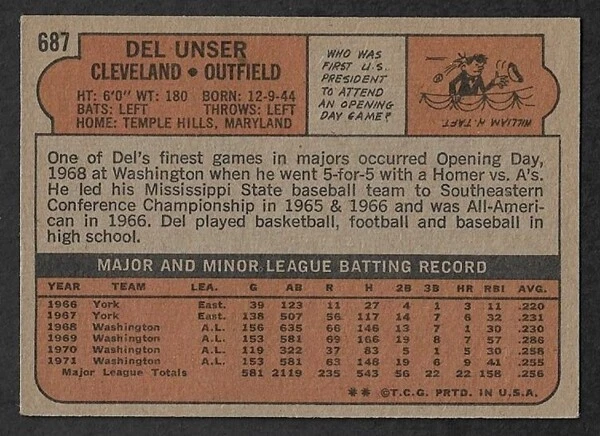 687
DEL UNSER
CLEVELAND • OUTFIELD
HT: 6'0" WT: 180 BORN: 12-9-44
BATS: LEFT THROWS: LEFT
HOME: TEMPLE HILLS, MARYLAND
WHO WAS
FIRST U.S.
PRESIDENT
TO ATTEND
AN OPENING
DAY GAME?
WILLIAM H. TAFT
One of Del's finest games in majors occurred Opening Day,
1968 at Washington when he went 5-for-5 with a Homer vs. A's.
He led his Mississippi State baseball team to Southeastern
Conference Championship in 1965 & 1966 and was All-Ameri-
can in 1966. Del played basketball, football and baseball in
high school.
MAJOR AND MINOR LEAGUE BATTING RECORD
YEAR TEAM LEA. G AB R H 2B 3B HR RBI AVG.
1966 York East. 39 123 11 27 4 1 3 11 .220
1967 York East. 138 507 56 117 14 7 6 32 .231
1968 Washington A.L. 156 635 66 146 13 7 1 30 .230
1969 Washington A.L. 153 581 69 166 19 8 7 57 .286
1970 Washington A.L. 119 322 37 83 5 1 5 30 .258
1971 Washington A.L. 153 581 63 148 19 6 9 41 .255
Major League Totals 581 2119 235 543 56 22 22 158 .256
** ©T.C.G. PRTD. IN U.S.A.